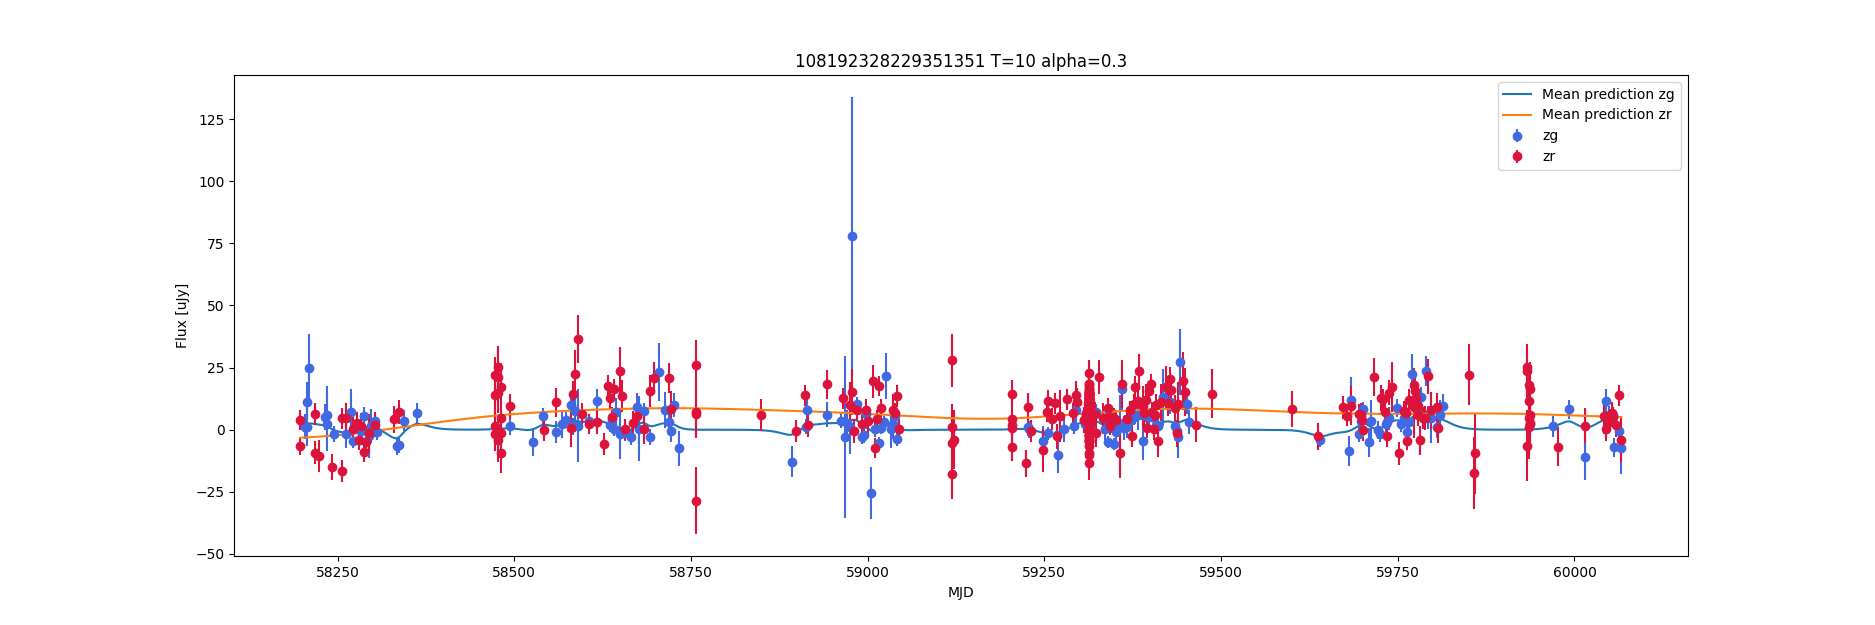 108192328229351351 T=10 alpha=0.3
Mean prediction zg
Mean prediction zr
zg
zr
125
100
75
50
25
0
−25
−50
Flux [uJy]
58250 58500 58750 59000 59250 59500 59750 60000
MJD